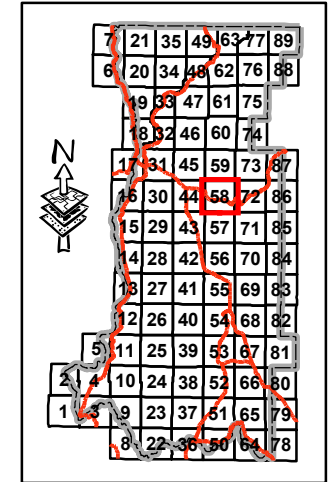 7 21 35 49 63 77 89
6 20 34 48 62 76 88
19 33 47 61 75
18 32 46 60 74
N
17 31 45 59 73 87
16 30 44 58 72 86
15 29 43 57 71 85
14 28 42 56 70 84
13 27 41 55 69 83
12 26 40 54 68 82
5 11 25 39 53 67 81
2 4 10 24 38 52 66 80
1 3 9 23 37 51 65 79
8 22 36 50 64 78